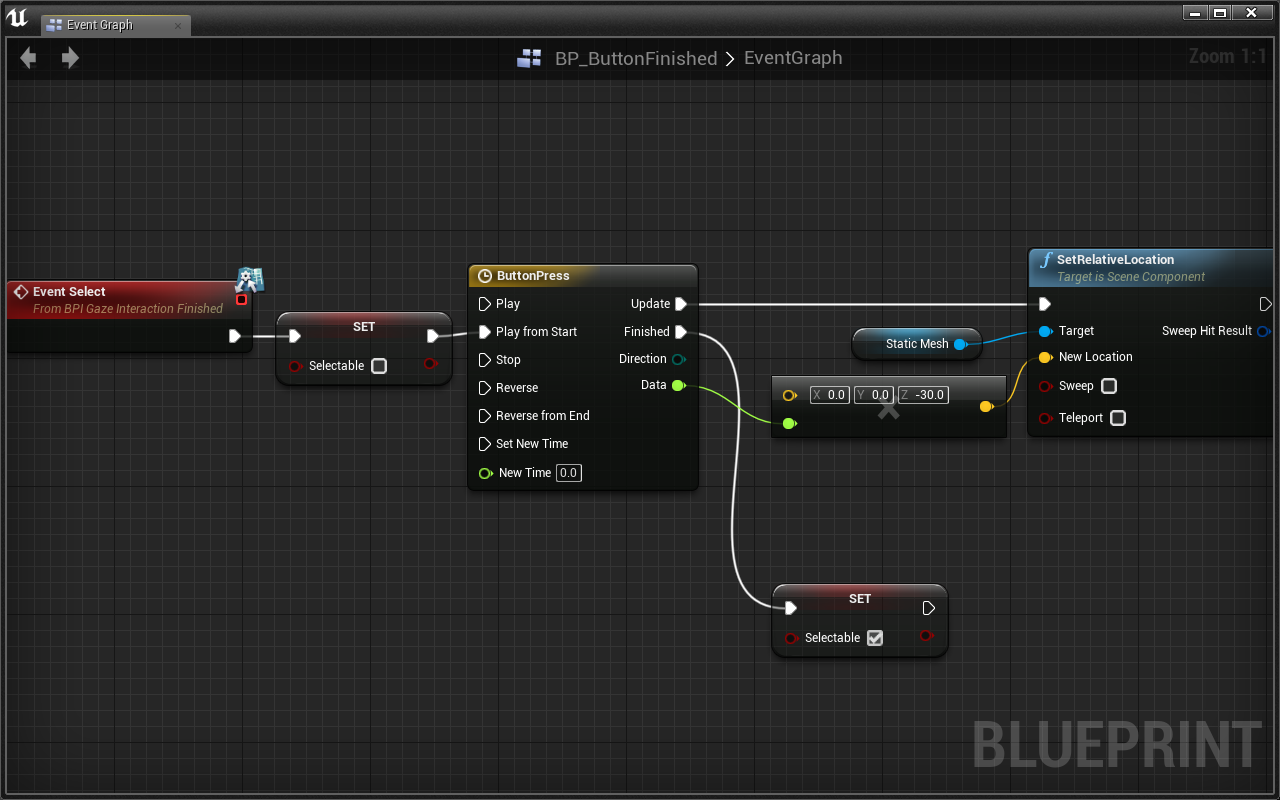 Event Graph
BP_ButtonFinished > EventGraph
Zoom 1:1
Event Select
From BPI Gaze Interaction Finished
SET
Selectable
ButtonPress
Play
Update
Play from Start
Finished
Stop
Direction
Reverse
Data
Reverse from End
Set New Time
New Time 0.0
Static Mesh
X 0.0 Y 0.0 Z -30.0
SetRelativeLocation
Target is Scene Component
Target
Sweep Hit Result
New Location
Sweep
Teleport
SET
Selectable
BLUEPRINT